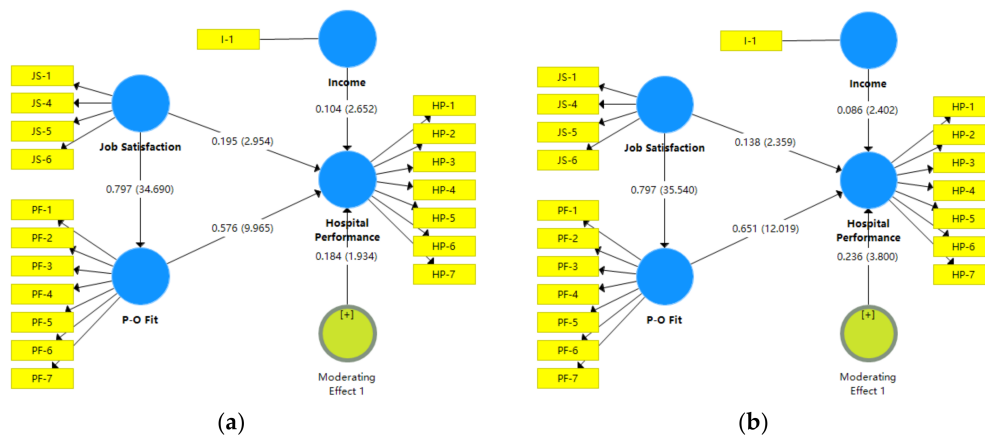 I-1
Income
0.104 (2.652)
JS-1
JS-4
JS-5
JS-6
Job Satisfaction
0.195 (2.954)
0.797 (34.690)
HP-1
HP-2
HP-3
HP-4
HP-5
HP-6
HP-7
Hospital
Performance
0.576 (9.965)
0.184 (1.934)
PF-1
PF-2
PF-3
PF-4
PF-5
PF-6
PF-7
P-O Fit
[+]
Moderating
Effect 1
(a)
I-1
Income
0.086 (2.402)
JS-1
JS-4
JS-5
JS-6
Job Satisfaction
0.138 (2.359)
0.797 (35.540)
HP-1
HP-2
HP-3
HP-4
HP-5
HP-6
HP-7
Hospital
Performance
0.651 (12.019)
0.236 (3.800)
PF-1
PF-2
PF-3
PF-4
PF-5
PF-6
PF-7
P-O Fit
[+]
Moderating
Effect 1
(b)